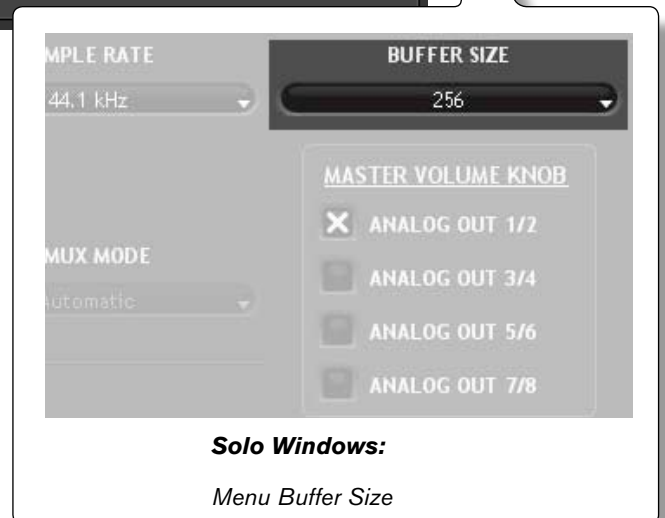 MPLE RATE
BUFFER SIZE
44.1 kHz
256
MASTER VOLUME KNOB
ANALOG OUT 1/2
MUX MODE
ANALOG OUT 3/4
Automatic
ANALOG OUT 5/6
ANALOG OUT 7/8
Solo Windows:
Menu Buffer Size